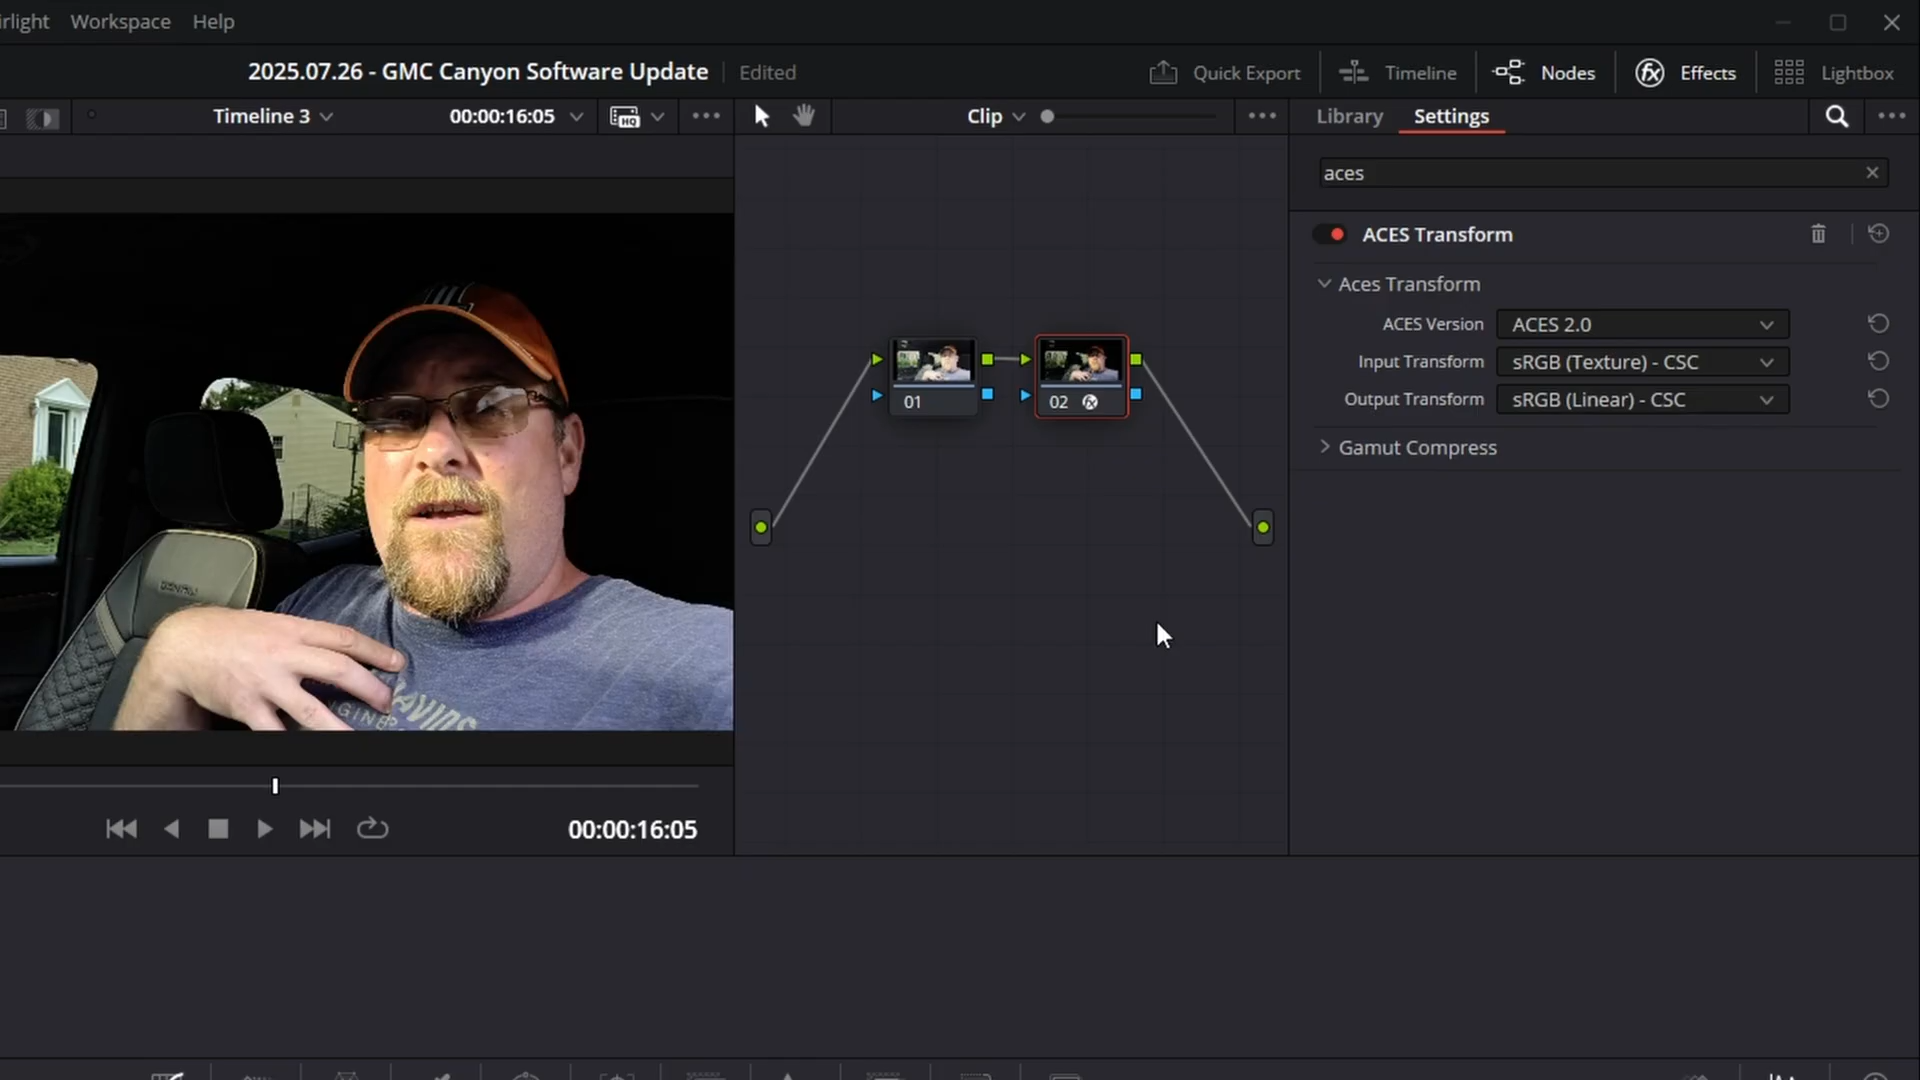 irlight Workspace Help
2025.07.26 - GMC Canyon Software Update Edited
Quick Export Timeline Nodes Effects Lightbox
Timeline 3 00:00:16:05 HQ Clip Library Settings
aces
ACES Transform
Aces Transform
ACES Version ACES 2.0
Input Transform sRGB (Texture) - CSC
01 02 fx
Output Transform sRGB (Linear) - CSC
Gamut Compress
00:00:16:05